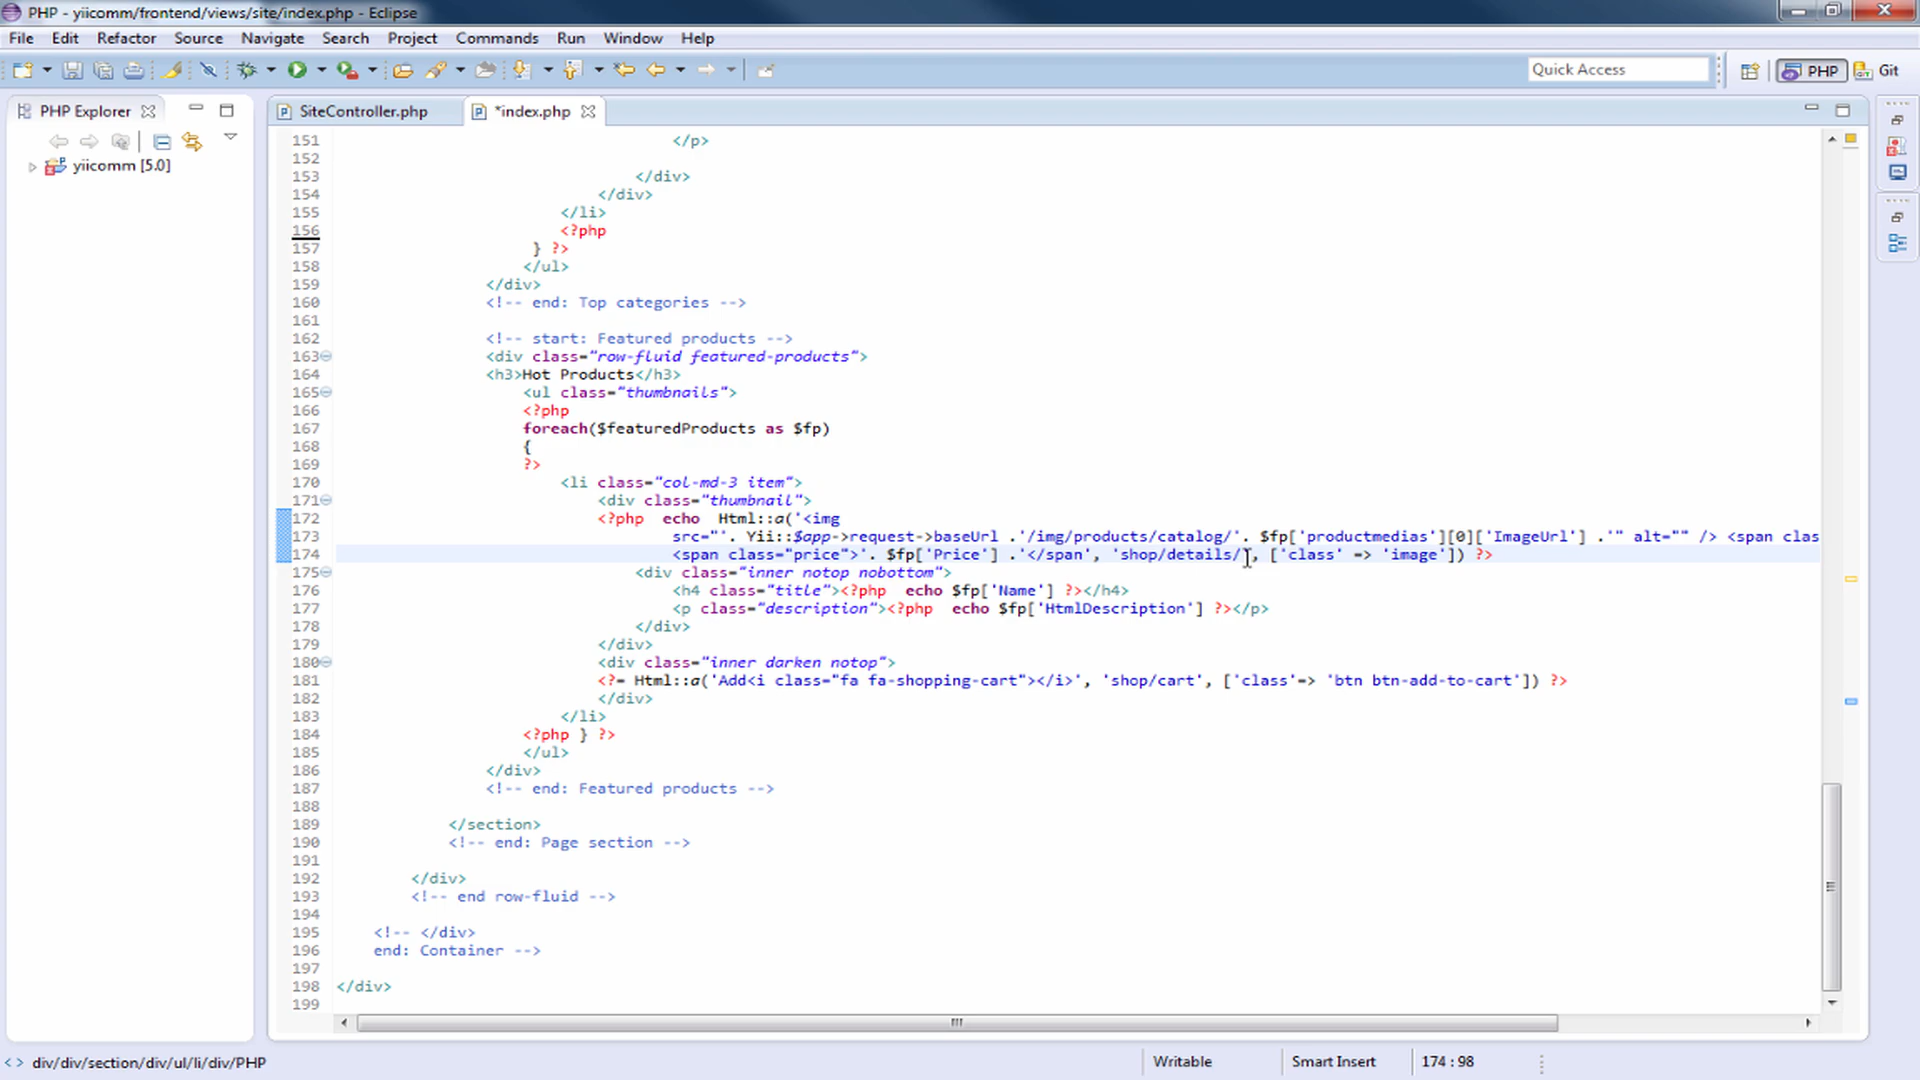 PHP - yiicomm/frontend/views/site/index.php - Eclipse
File Edit Refactor Source Navigate Search Project Commands Run Window Help
Quick Access
PHP
Git
PHP Explorer
SiteController.php
*index.php
yiicomm [5.0]
151 </p>
152
153 </div>
154 </div>
155 </li>
156 <?php
157 } ?>
158 </ul>
159 </div>
160 <!-- end: Top categories -->
161
162 <!-- start: Featured products -->
163 <div class="row-fluid featured-products">
164 <h3>Hot Products</h3>
165 <ul class="thumbnails">
166 <?php
167 foreach($featuredProducts as $fp)
168 {
169 ?>
170 <li class="col-md-3 item">
171 <div class="thumbnail">
172 <?php echo Html::a('<img
173 src="'. Yii::$app->request->baseUrl .'/img/products/catalog/'. $fp['productmedias'][0]['ImageUrl'] .'" alt="" /> <span clas
174 <span class="price">'. $fp['Price'] .'</span', 'shop/details/', ['class' => 'image']) ?>
175 <div class="inner notop nobottom">
176 <h4 class="title"><?php echo $fp['Name'] ?></h4>
177 <p class="description"><?php echo $fp['HtmlDescription'] ?></p>
178 </div>
179 </div>
180 <div class="inner darken notop">
181 <?= Html::a('Add<i class="fa fa-shopping-cart"></i>', 'shop/cart', ['class'=> 'btn btn-add-to-cart']) ?>
182 </div>
183 </li>
184 <?php } ?>
185 </ul>
186 </div>
187 <!-- end: Featured products -->
188
189 </section>
190 <!-- end: Page section -->
191
192 </div>
193 <!-- end row-fluid -->
194
195 <!-- </div>
196 end: Container -->
197
198 </div>
199
div/div/section/div/ul/li/div/PHP
Writable
Smart Insert
174 : 98